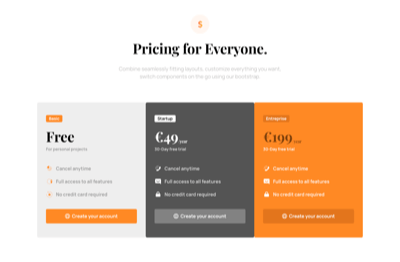 $
Pricing for Everyone.
Combine seamlessly fitting layouts, customize everything you want,
switch components on the go using our bootstrap.
Basic
Free
For personal projects
Cancel anytime
Full access to all features
No credit card required
Create your account
Startup
€49
30 Day free trial
Cancel anytime
Full access to all features
No credit card required
Create your account
Enterprise
€199
30 Day free trial
Cancel anytime
Full access to all features
No credit card required
Create your account